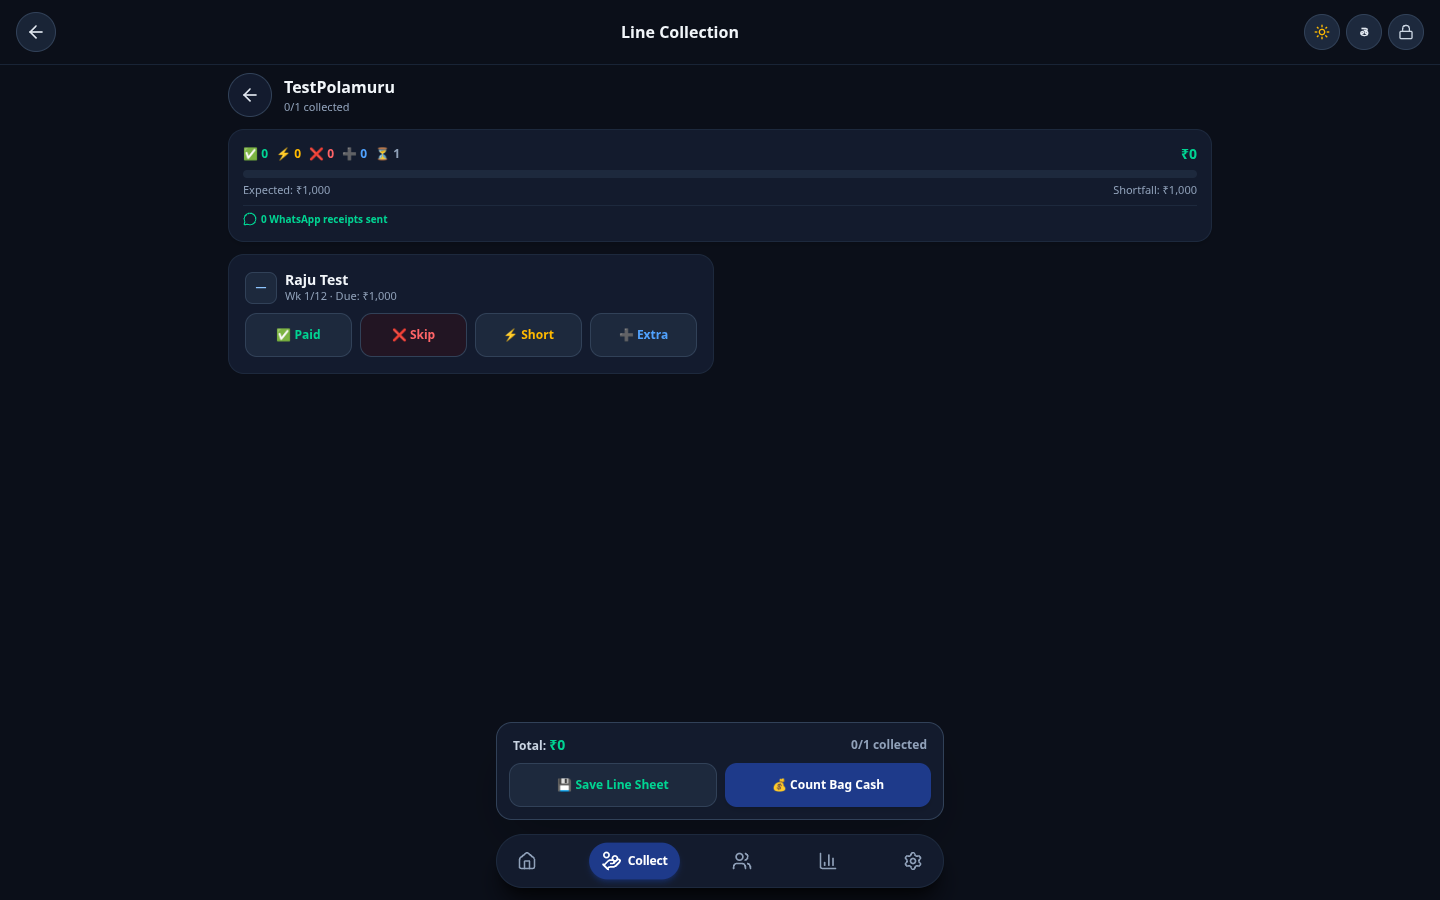 Line Collection
అ
TestPolamuru
0/1 collected
✅ 0 ⚡ 0 ❌ 0 ➕ 0 ⏳ 1
₹0
Expected: ₹1,000
Shortfall: ₹1,000
0 WhatsApp receipts sent
Raju Test
Wk 1/12 · Due: ₹1,000
✅ Paid
❌ Skip
⚡ Short
➕ Extra
Total: ₹0
0/1 collected
💾 Save Line Sheet
💰 Count Bag Cash
Collect